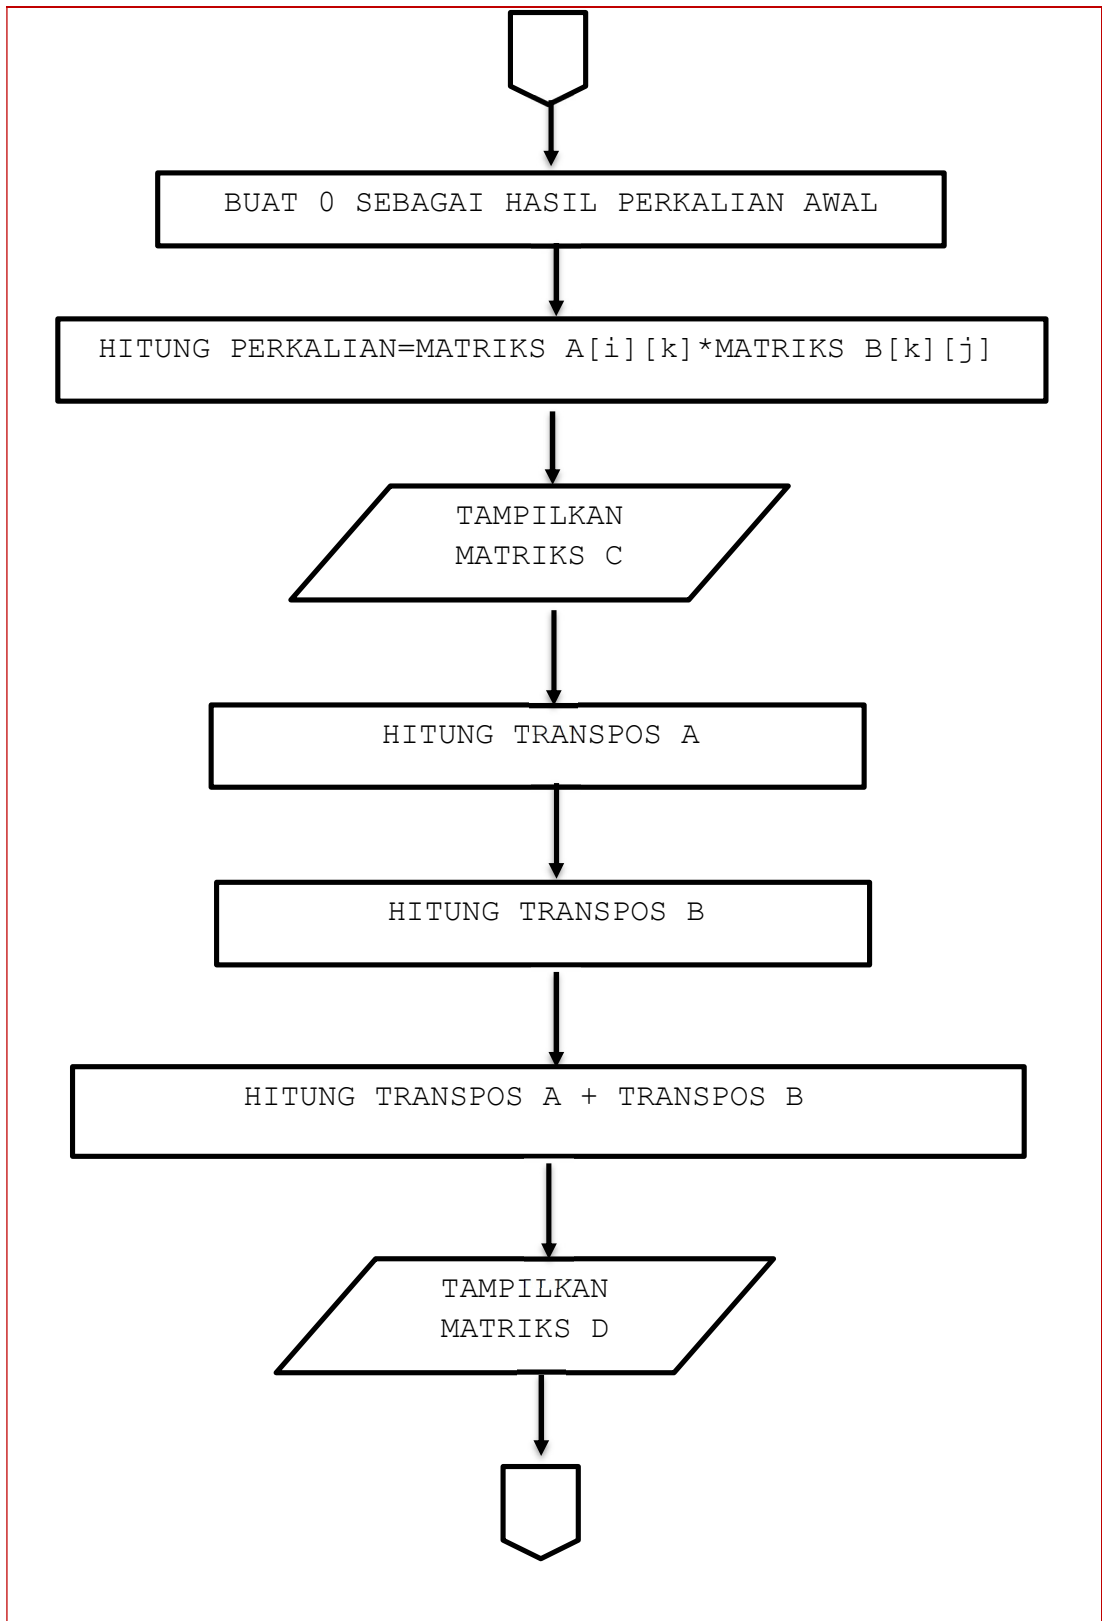 BUAT 0 SEBAGAI HASIL PERKALIAN AWAL
HITUNG PERKALIAN=MATRIKS A[i][k]*MATRIKS B[k][j]
TAMPILKAN
MATRIKS C
HITUNG TRANSPOS A
HITUNG TRANSPOS B
HITUNG TRANSPOS A + TRANSPOS B
TAMPILKAN
MATRIKS D